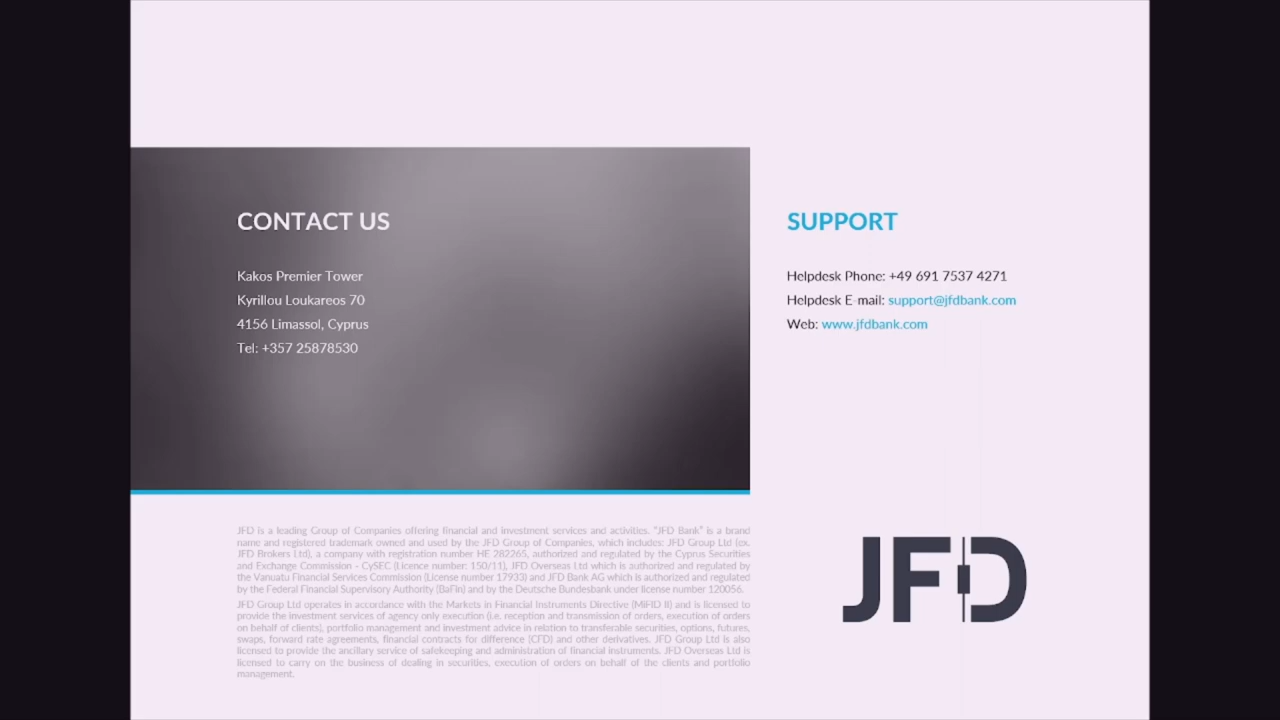 CONTACT US
Kakos Premier Tower
Kyrillou Loukareos 70
4156 Limassol, Cyprus
Tel: +357 25878530
SUPPORT
Helpdesk Phone: +49 691 7537 4271
Helpdesk E-mail: support@jfdbank.com
Web: www.jfdbank.com
JFD is a leading Group of Companies offering financial and investment services and activities. "JFD Bank" is a brand
name and registered trademark owned and used by the JFD Group of Companies, which includes: JFD Group Ltd (ex.
JFD Brokers Ltd), a company with registration number HE 282265, authorized and regulated by the Cyprus Securities
and Exchange Commission - CySEC (Licence number: 150/11), JFD Overseas Ltd which is authorized and regulated by
the Vanuatu Financial Services Commission (License number 17933) and JFD Bank AG which is authorized and regulated
by the Federal Financial Supervisory Authority (BaFin) and by the Deutsche Bundesbank under license number 120056.
JFD Group Ltd operates in accordance with the Markets in Financial Instruments Directive (MiFID II) and is licensed to
provide the investment services of agency only execution (i.e. reception and transmission of orders, execution of orders
on behalf of clients), portfolio management and investment advice in relation to transferable securities, options, futures,
swaps, forward rate agreements, financial contracts for difference (CFD) and other derivatives. JFD Group Ltd is also
licensed to provide the ancillary service of safekeeping and administration of financial instruments. JFD Overseas Ltd is
licensed to carry on the business of dealing in securities, execution of orders on behalf of the clients and portfolio
management.
JFD